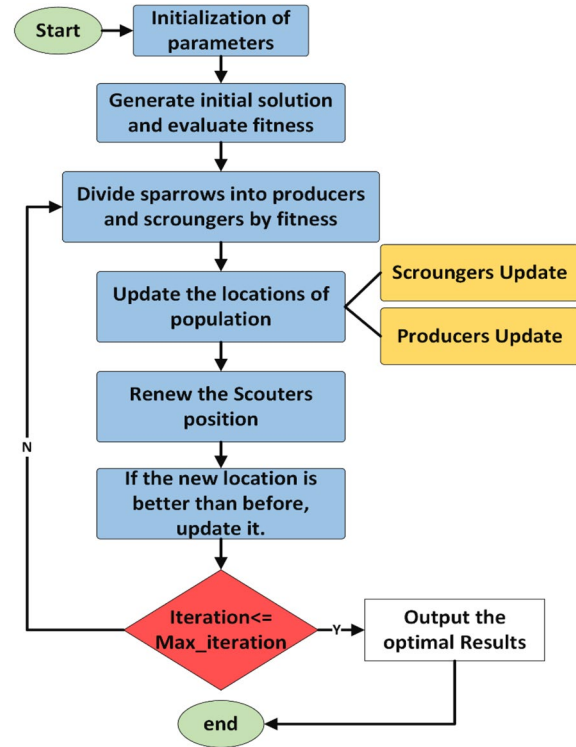 Start
Initialization of
parameters
Generate initial solution
and evaluate fitness
Divide sparrows into producers
and scroungers by fitness
Update the locations of
population
Scroungers Update
Producers Update
Renew the Scouters
position
N
If the new location is
better than before,
update it.
Iteration<=
Max_iteration
Y
Output the
optimal Results
end